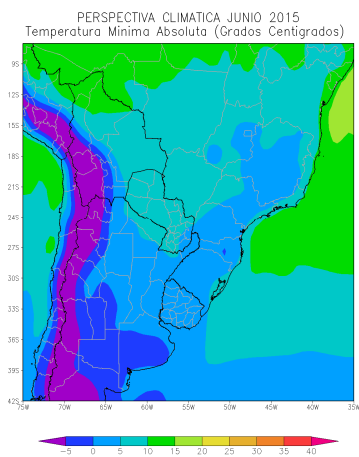 PERSPECTIVA CLIMATICA JUNIO 2015
Temperatura Minima Absoluta (Grados Centigrados)
9S
12S
15S
18S
21S
24S
27S
30S
33S
36S
39S
42S
75W 70W 65W 60W 55W 50W 45W 40W 35W
-5 0 5 10 15 20 25 30 35 40